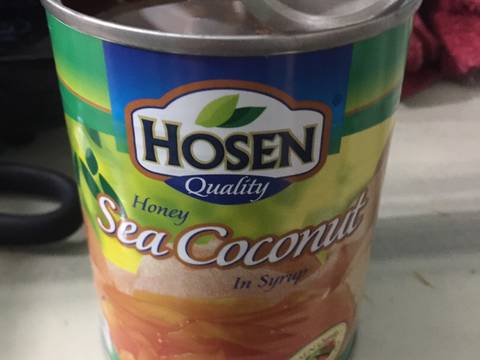 HOSEN
Quality
Honey
Sea Coconut
In Syrup